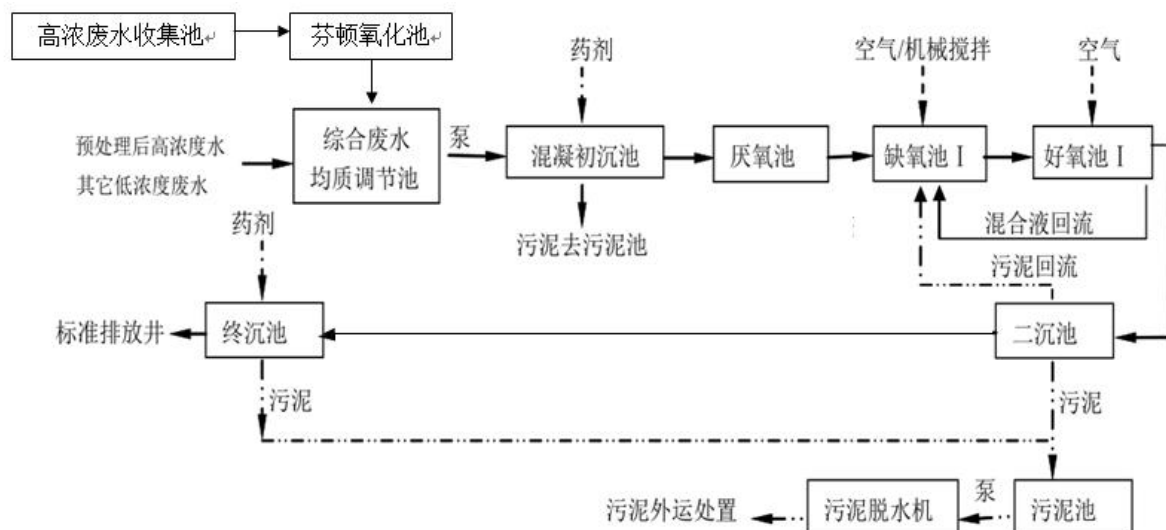 高浓废水收集池
芬顿氧化池
药剂
空气/机械搅拌
空气
预处理后高浓度水
其它低浓度废水
综合废水
均质调节池
泵
混凝初沉池
厌氧池
缺氧池Ⅰ
好氧池Ⅰ
污泥去污泥池
混合液回流
污泥回流
药剂
标准排放井
终沉池
二沉池
污泥
污泥
污泥外运处置
污泥脱水机
泵
污泥池